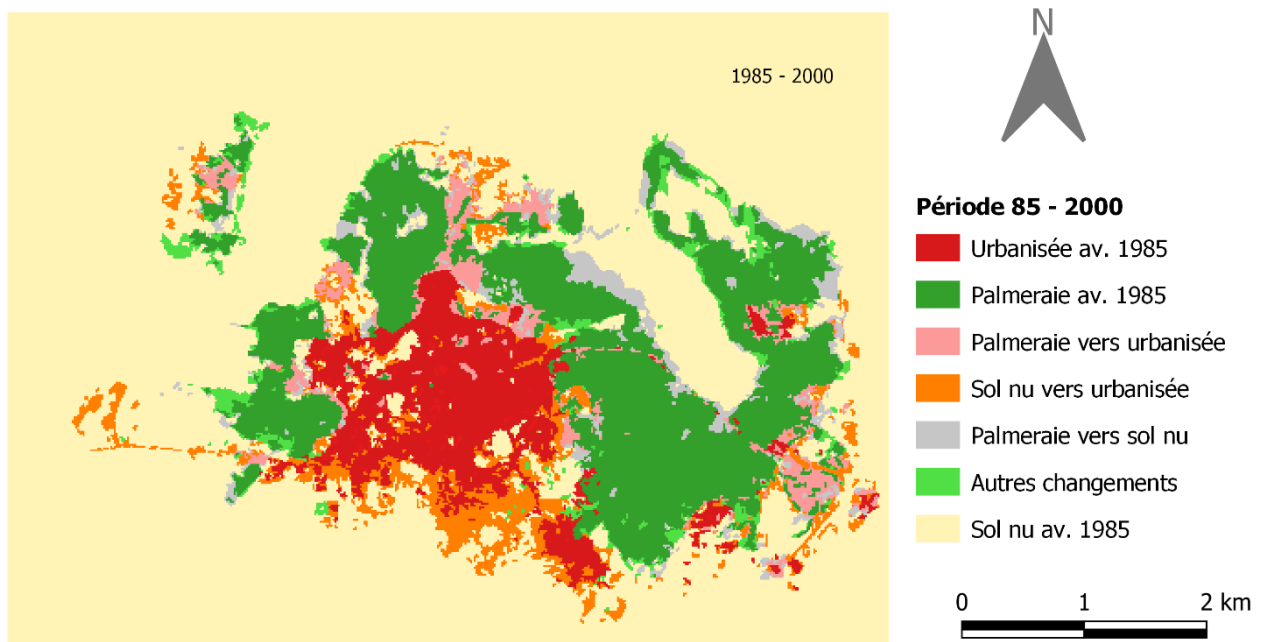 N
1985 - 2000
Période 85 - 2000
Urbanisée av. 1985
Palmeraie av. 1985
Palmeraie vers urbanisée
Sol nu vers urbanisée
Palmeraie vers sol nu
Autres changements
Sol nu av. 1985
0 1 2 km